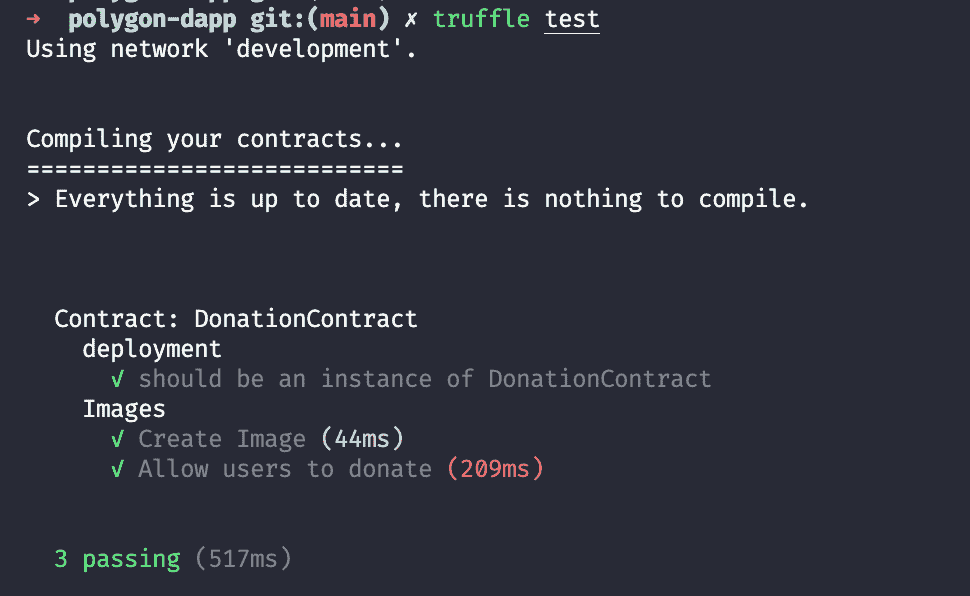 → polygon-dapp git:(main) ✗ truffle test
Using network 'development'.
Compiling your contracts...
===========================
> Everything is up to date, there is nothing to compile.
Contract: DonationContract
deployment
√ should be an instance of DonationContract
Images
√ Create Image (44ms)
√ Allow users to donate (209ms)
3 passing (517ms)